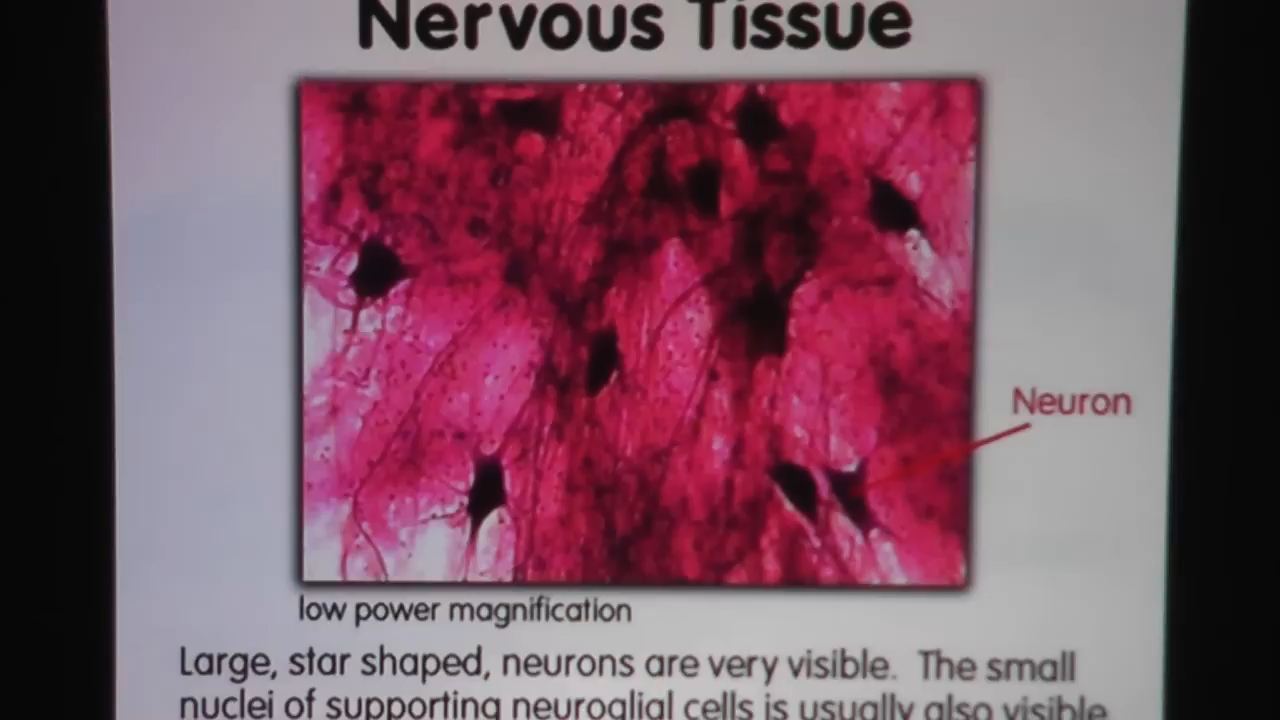 Nervous Tissue
Neuron
low power magnification
Large, star shaped, neurons are very visible. The small
nuclei of supporting neuroglial cells is usually also visible